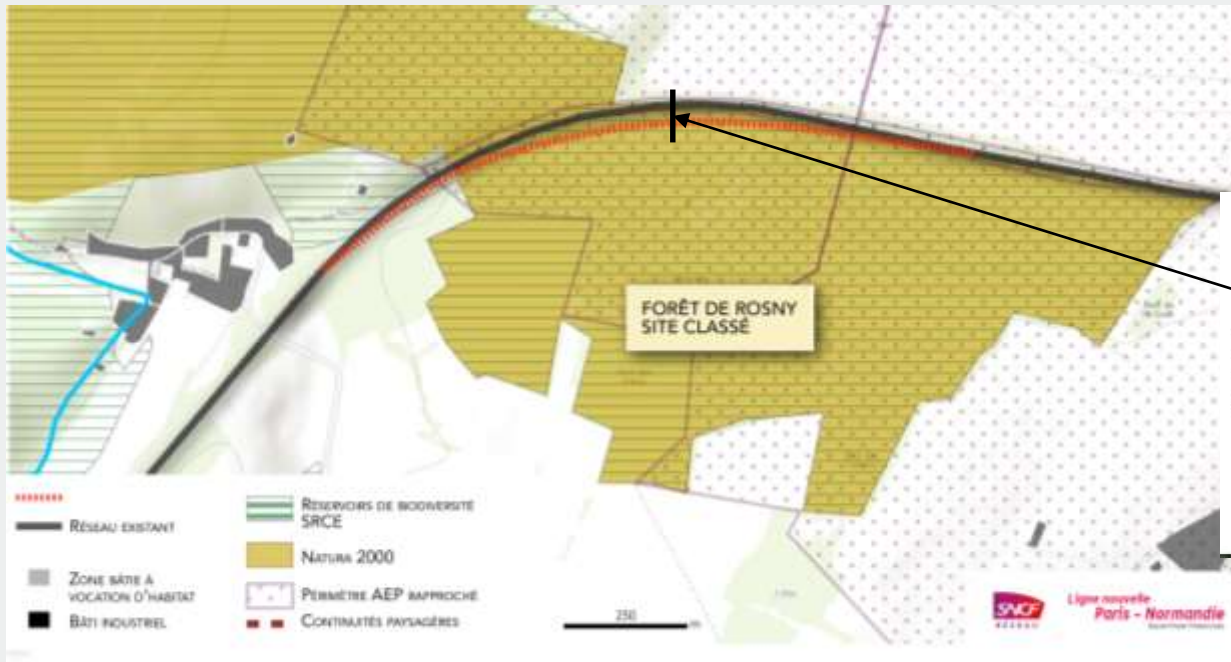 FORÊT DE ROSNY
SITE CLASSÉ
RÉSEAU EXISTANT
ZONE BÂTIE À
VOCATION D'HABITAT
BÂTI INDUSTRIEL
RÉSERVOIRS DE BIODIVERSITÉ
SRCE
NATURA 2000
PÉRIMÈTRE AEP RAPPROCHÉ
CONTINUITÉS PAYSAGÈRES
250
m
SNCF
RÉSEAU
Ligne nouvelle
Paris - Normandie